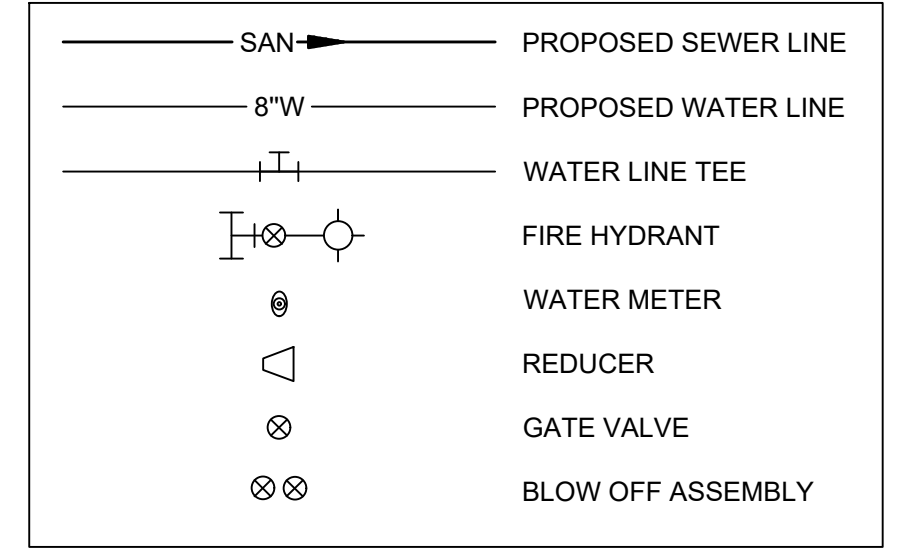 SAN PROPOSED SEWER LINE
8"W PROPOSED WATER LINE
WATER LINE TEE
FIRE HYDRANT
WATER METER
REDUCER
GATE VALVE
BLOW OFF ASSEMBLY